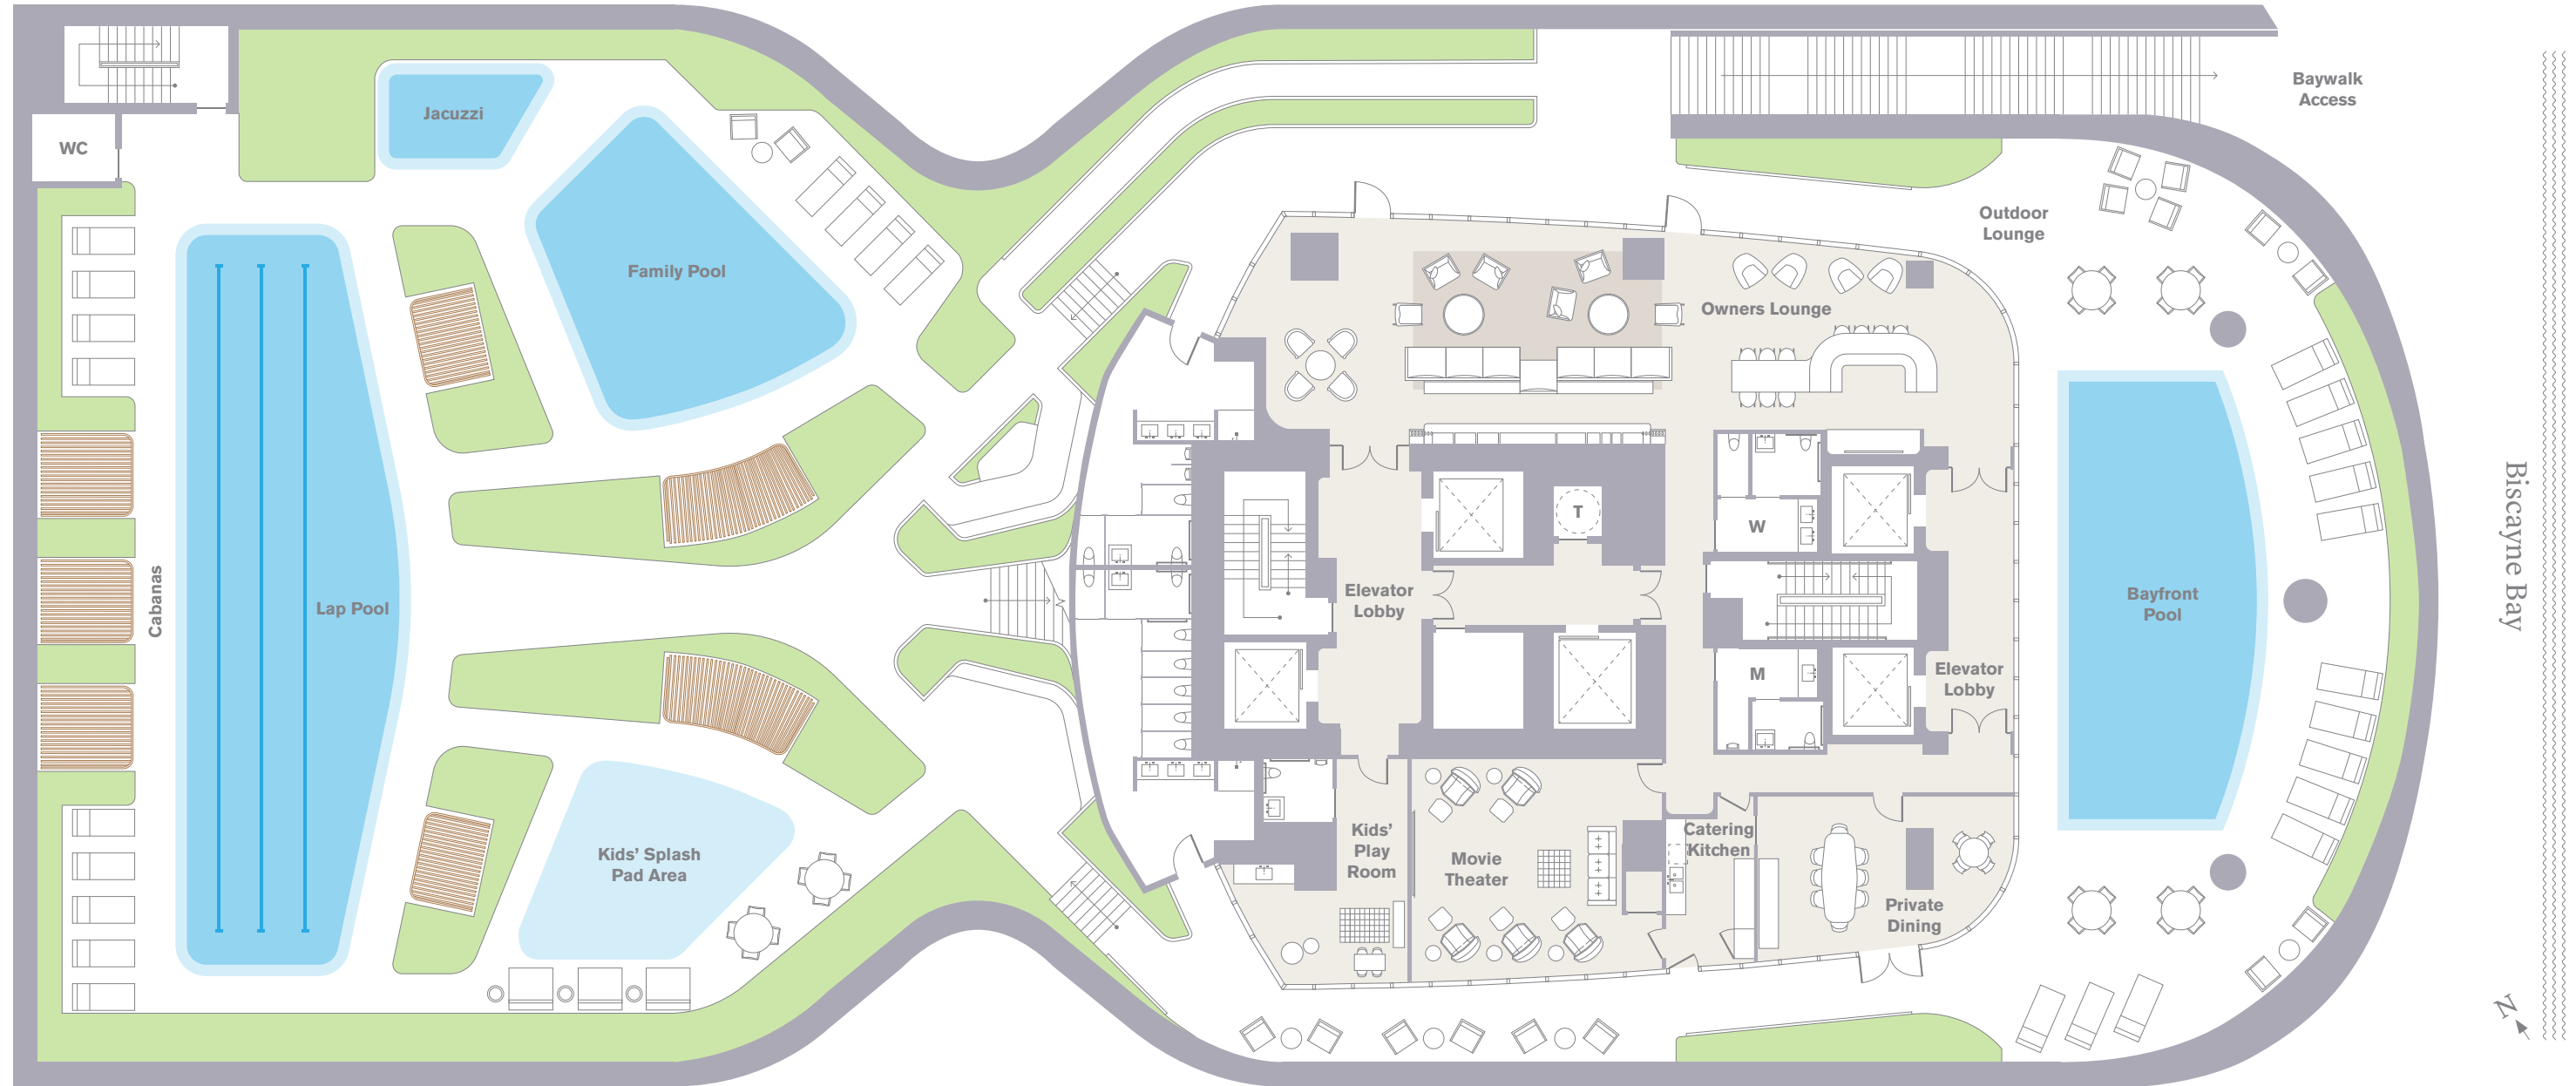 Baywalk
Access
Jacuzzi
WC
Outdoor
Lounge
Family Pool
Owners Lounge
T
W
Biscayne Bay
Cabanas
Lap Pool
Elevator
Lobby
Bayfront
Pool
M
Elevator
Lobby
Kids' Splash
Pad Area
Kids'
Play
Room
Movie
Theater
Catering
Kitchen
Private
Dining
N